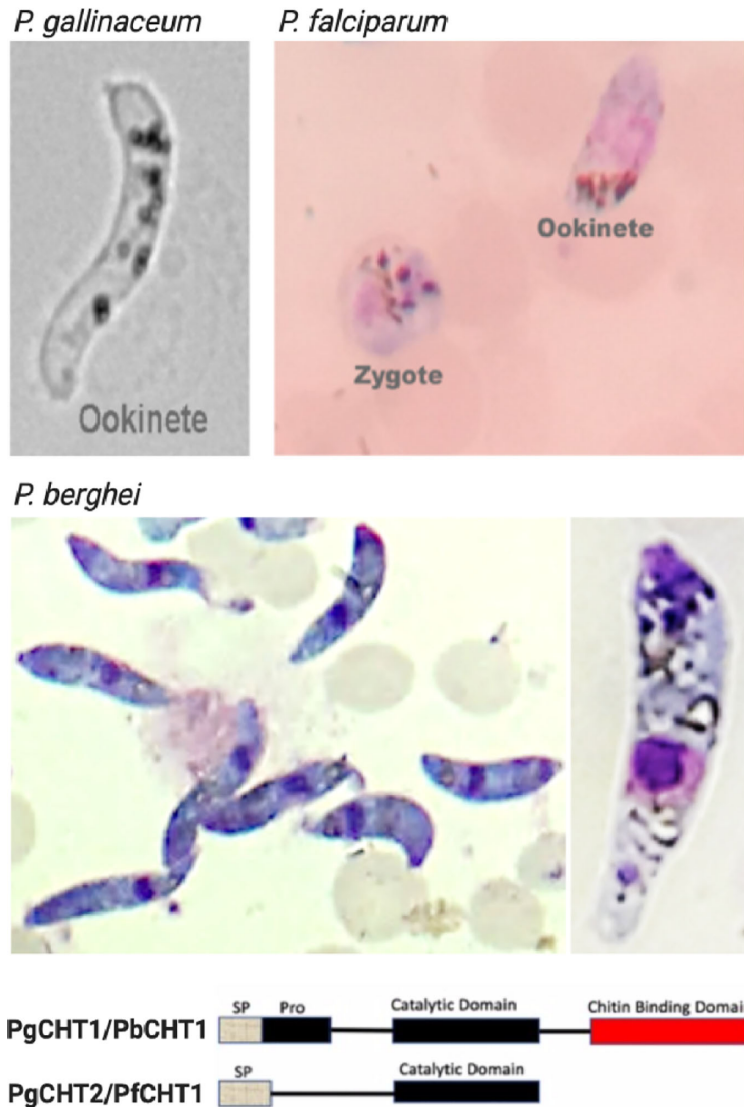 P. gallinaceum
P. falciparum
Ookinete
Ookinete
Zygote
P. berghei
SP Pro Catalytic Domain Chitin Binding Domai
PgCHT1/PbCHT1
SP Catalytic Domain
PgCHT2/PfCHT1